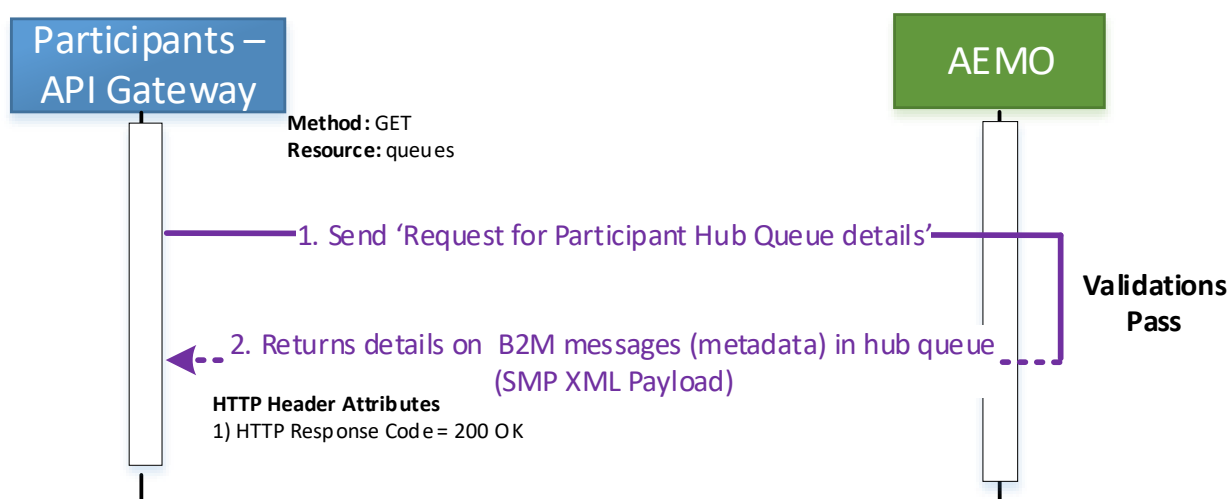 Participants –
API Gateway
AEMO
Method: GET
Resource: queues
1. Send ‘Request for Participant Hub Queue details’
Validations
Pass
2. Returns details on B2M messages (metadata) in hub queue
(SMP XML Payload)
HTTP Header Attributes
1) HTTP Response Code = 200 OK